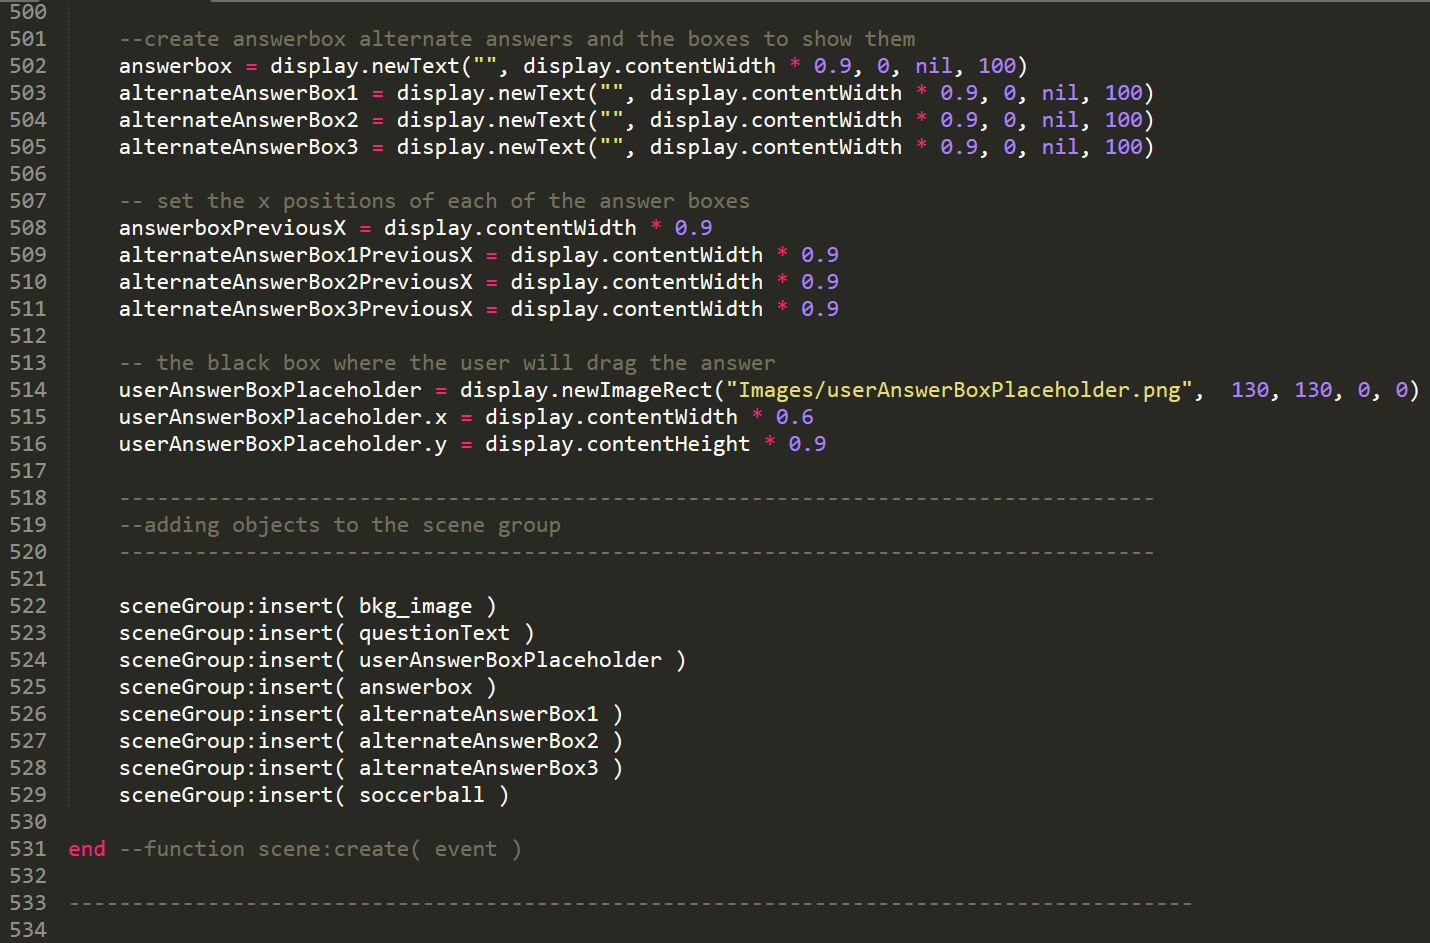 500
501 --create answerbox alternate answers and the boxes to show them
502 answerbox = display.newText("", display.contentWidth * 0.9, 0, nil, 100)
503 alternateAnswerBox1 = display.newText("", display.contentWidth * 0.9, 0, nil, 100)
504 alternateAnswerBox2 = display.newText("", display.contentWidth * 0.9, 0, nil, 100)
505 alternateAnswerBox3 = display.newText("", display.contentWidth * 0.9, 0, nil, 100)
506
507 -- set the x positions of each of the answer boxes
508 answerboxPreviousX = display.contentWidth * 0.9
509 alternateAnswerBox1PreviousX = display.contentWidth * 0.9
510 alternateAnswerBox2PreviousX = display.contentWidth * 0.9
511 alternateAnswerBox3PreviousX = display.contentWidth * 0.9
512
513 -- the black box where the user will drag the answer
514 userAnswerBoxPlaceholder = display.newImageRect("Images/userAnswerBoxPlaceholder.png",  130, 130, 0, 0)
515 userAnswerBoxPlaceholder.x = display.contentWidth * 0.6
516 userAnswerBoxPlaceholder.y = display.contentHeight * 0.9
517
518 ----------------------------------------------------------------------------------
519 --adding objects to the scene group
520 ----------------------------------------------------------------------------------
521
522 sceneGroup:insert( bkg_image )
523 sceneGroup:insert( questionText )
524 sceneGroup:insert( userAnswerBoxPlaceholder )
525 sceneGroup:insert( answerbox )
526 sceneGroup:insert( alternateAnswerBox1 )
527 sceneGroup:insert( alternateAnswerBox2 )
528 sceneGroup:insert( alternateAnswerBox3 )
529 sceneGroup:insert( soccerball )
530
531 end --function scene:create( event )
532
533 -----------------------------------------------------------------------------------------
534